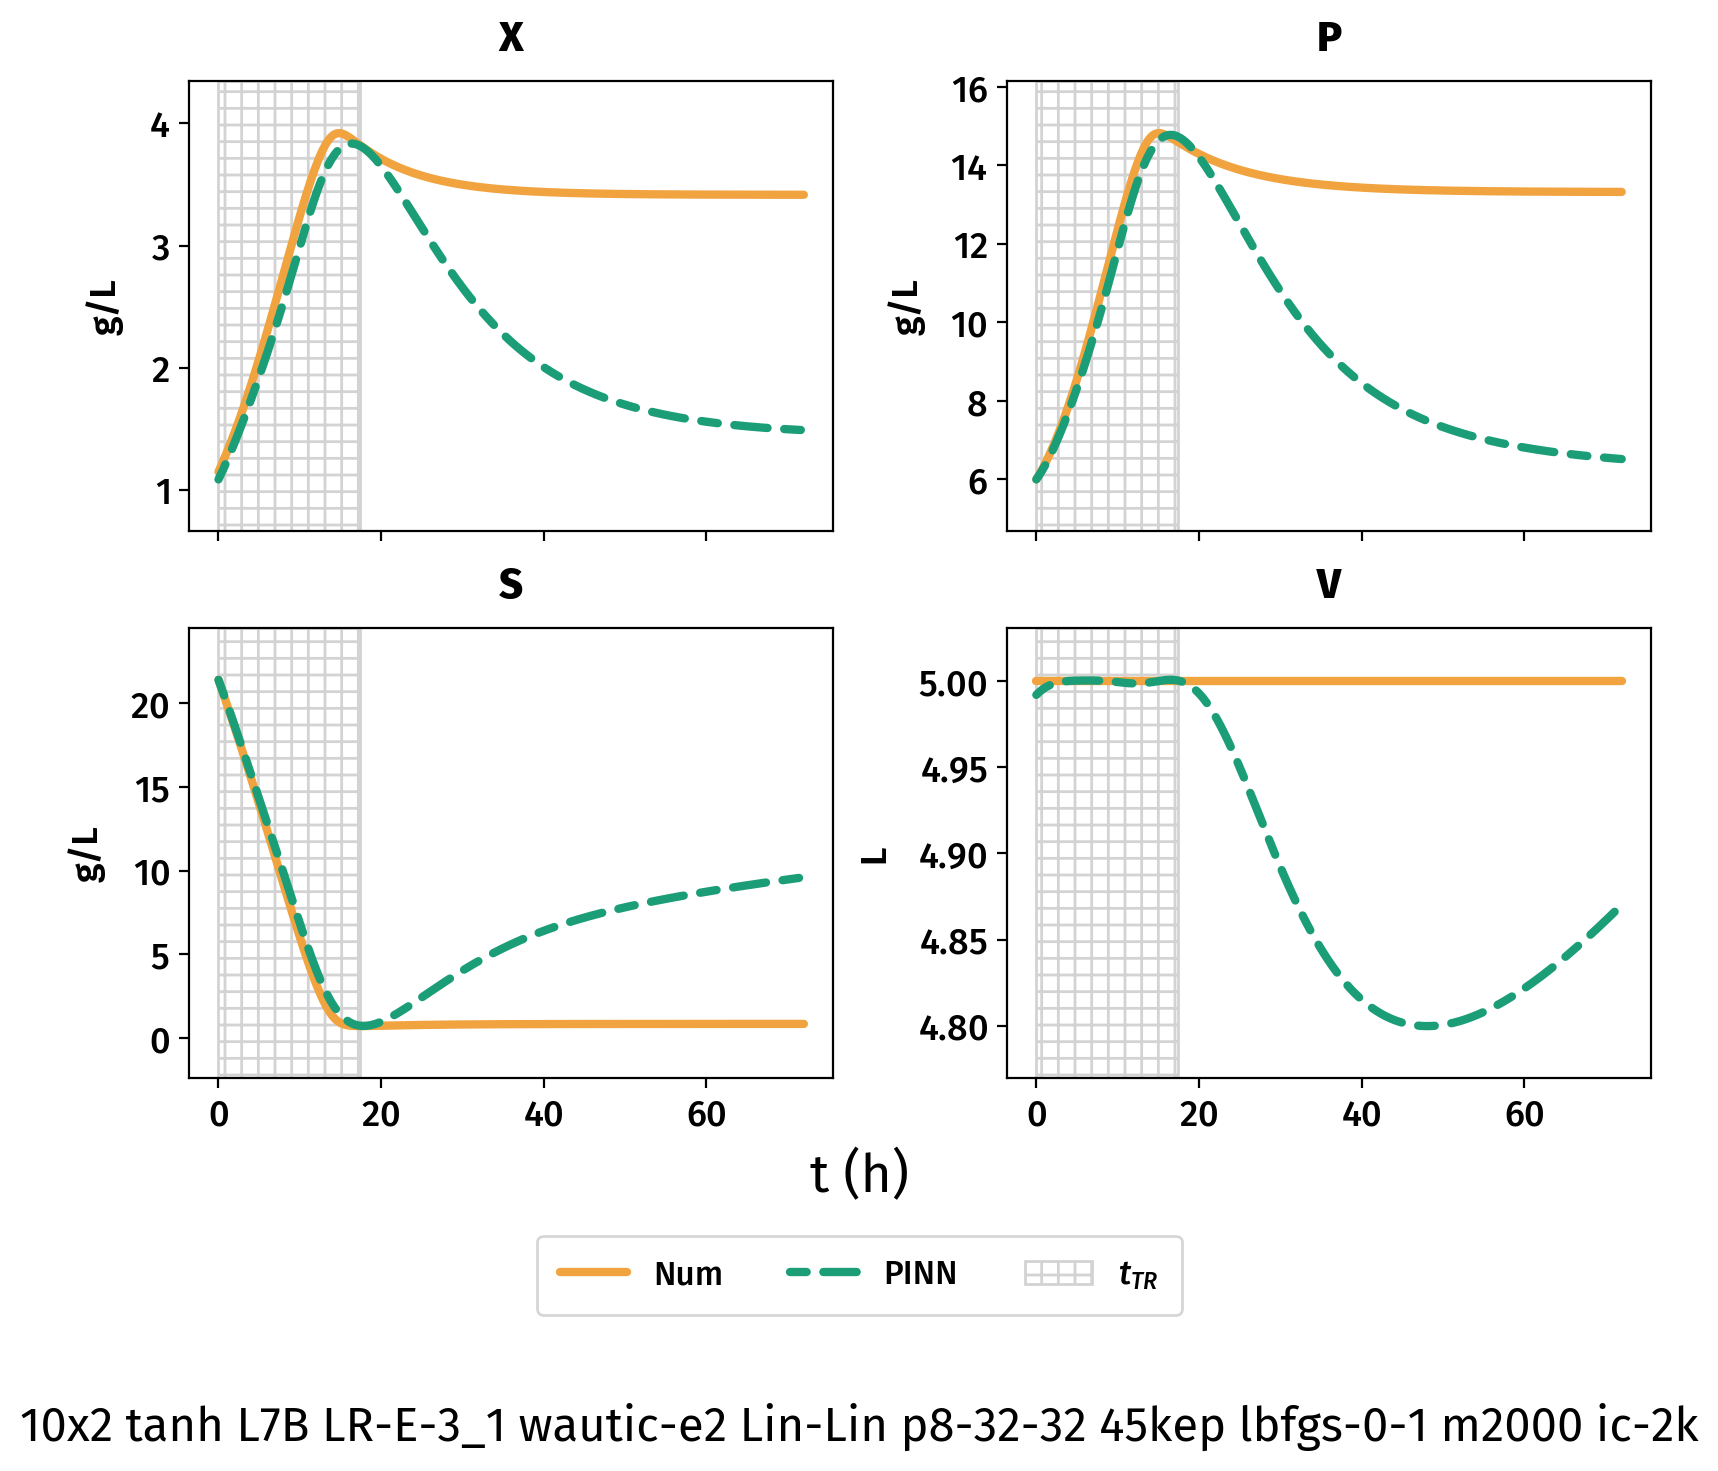 X
4
3
2
1
g/L
P
16
14
12
10
8
6
g/L
S
20
15
10
5
0
g/L
0 20 40 60
V
5.00
4.95
4.90
4.85
4.80
L
0 20 40 60
t (h)
Num PINN t_TR
10x2 tanh L7B LR-E-3_1 wautic-e2 Lin-Lin p8-32-32 45kep lbfgs-0-1 m2000 ic-2k